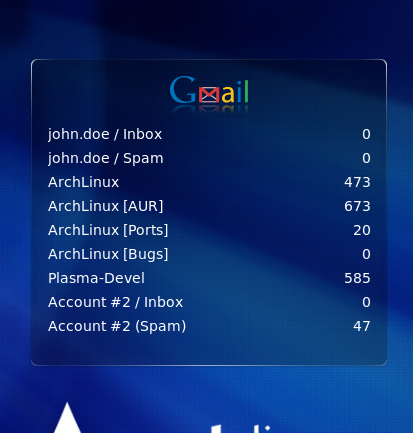 Gmail
john.doe / Inbox 0
john.doe / Spam 0
ArchLinux 473
ArchLinux [AUR] 673
ArchLinux [Ports] 20
ArchLinux [Bugs] 0
Plasma-Devel 585
Account #2 / Inbox 0
Account #2 (Spam) 47